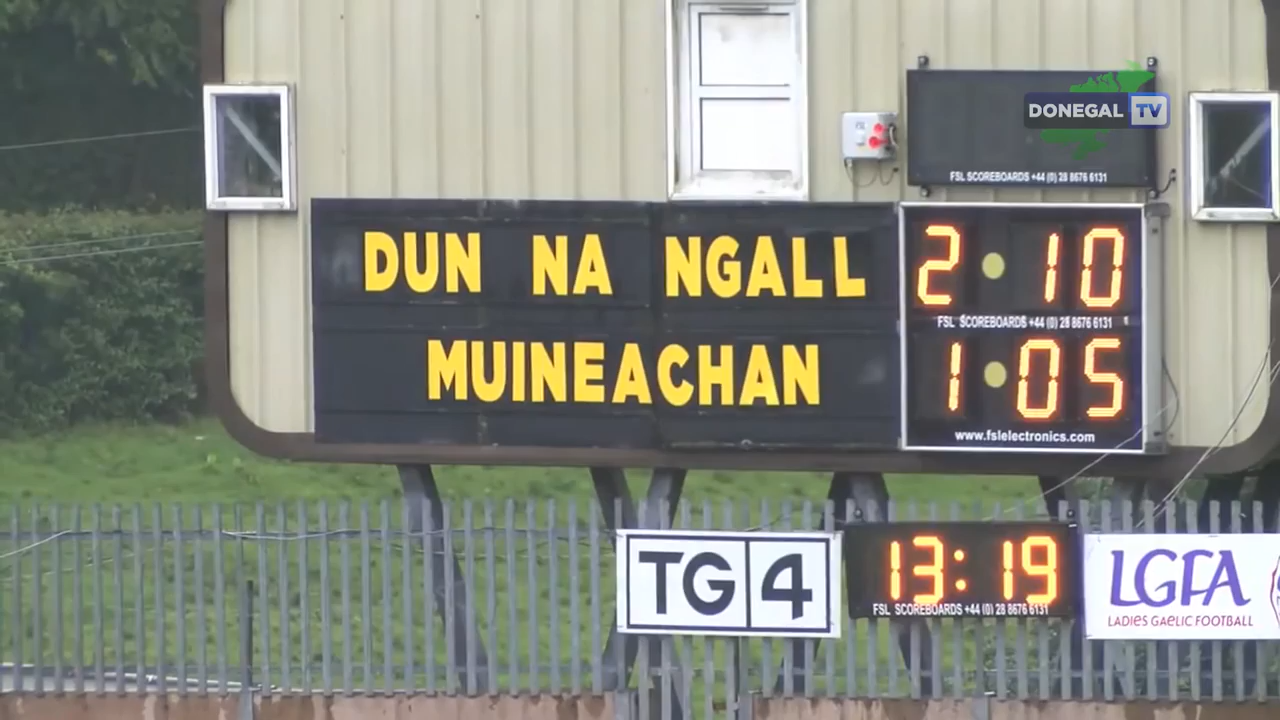 DONEGAL TV
FSL SCOREBOARDS +44 (0) 28 8676 6131
DUN NA NGALL 2 10
FSL SCOREBOARDS +44 (0) 28 8676 6131
MUINEACHAN 1 05
www.fslelectronics.com
TG4
13:19
FSL SCOREBOARDS +44 (0) 28 8676 6131
LGFA
LADIES GAELIC FOOTBALL